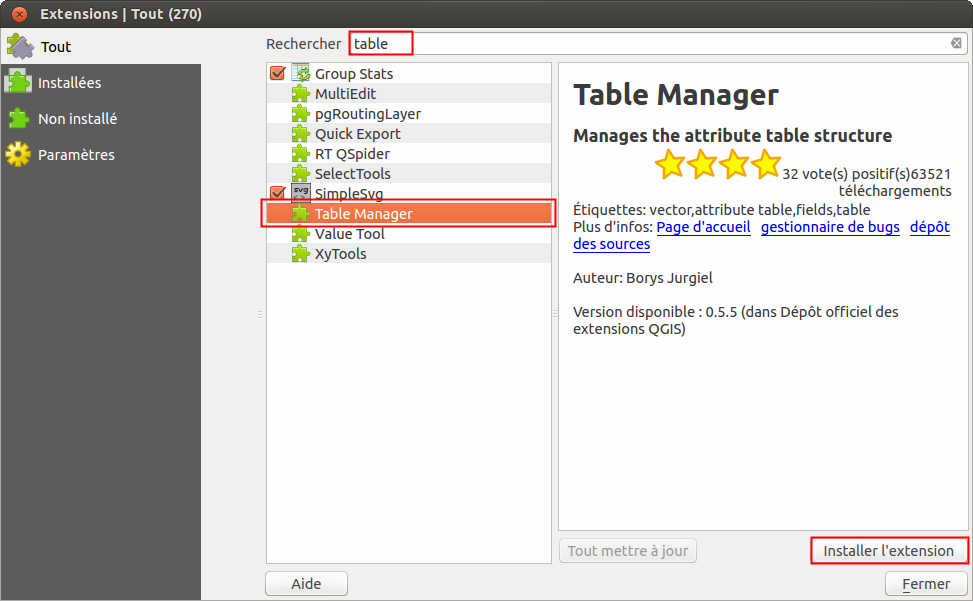 Extensions | Tout (270)
Tout
Installées
Non installé
Paramètres
Rechercher table
Group Stats
MultiEdit
pgRoutingLayer
Quick Export
RT QSpider
SelectTools
svg
SimpleSvg
Table Manager
Value Tool
XyTools
Table Manager
Manages the attribute table structure
32 vote(s) positif(s)63521
téléchargements
Étiquettes: vector,attribute table,fields,table
Plus d'infos: Page d'accueil gestionnaire de bugs dépôt
des sources
Auteur: Borys Jurgiel
Version disponible : 0.5.5 (dans Dépôt officiel des
extensions QGIS)
Tout mettre à jour
Installer l'extension
Aide
Fermer